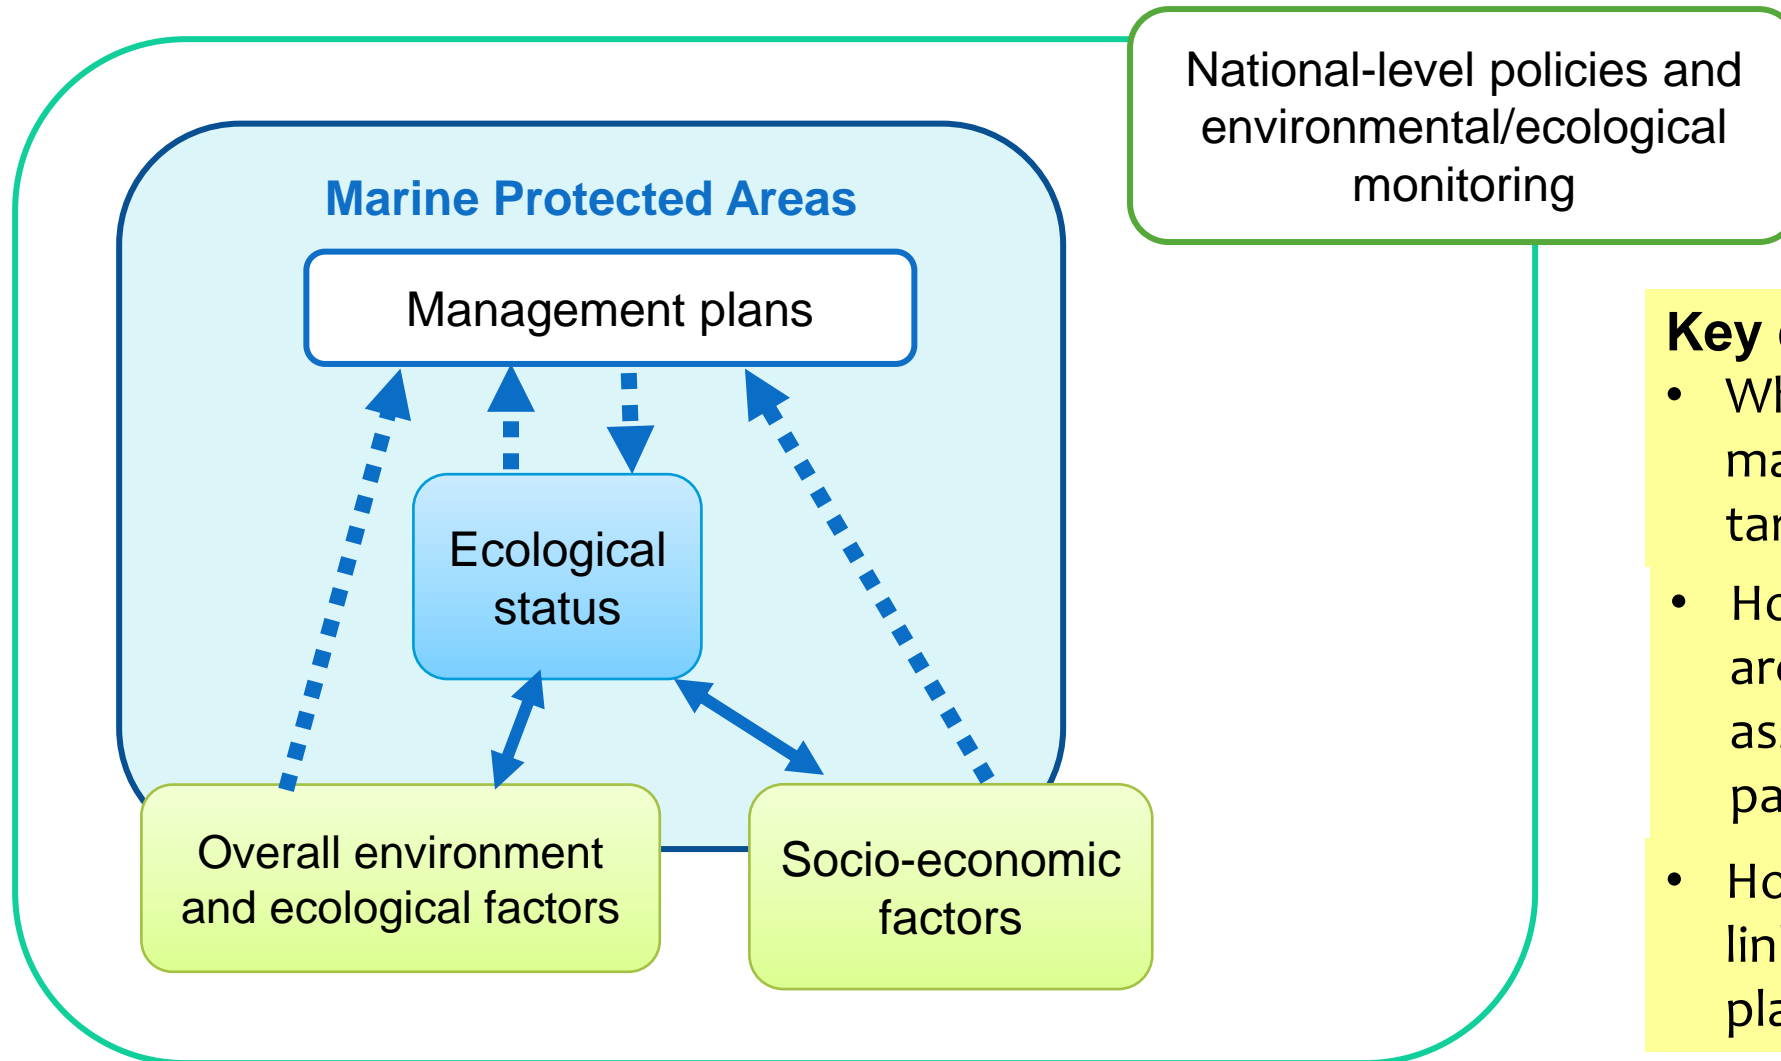 National-level policies and
environmental/ecological
monitoring
Marine Protected Areas
Management plans
Ecological
status
Overall environment
and ecological factors
Socio-economic
factors
Key
•
•
•